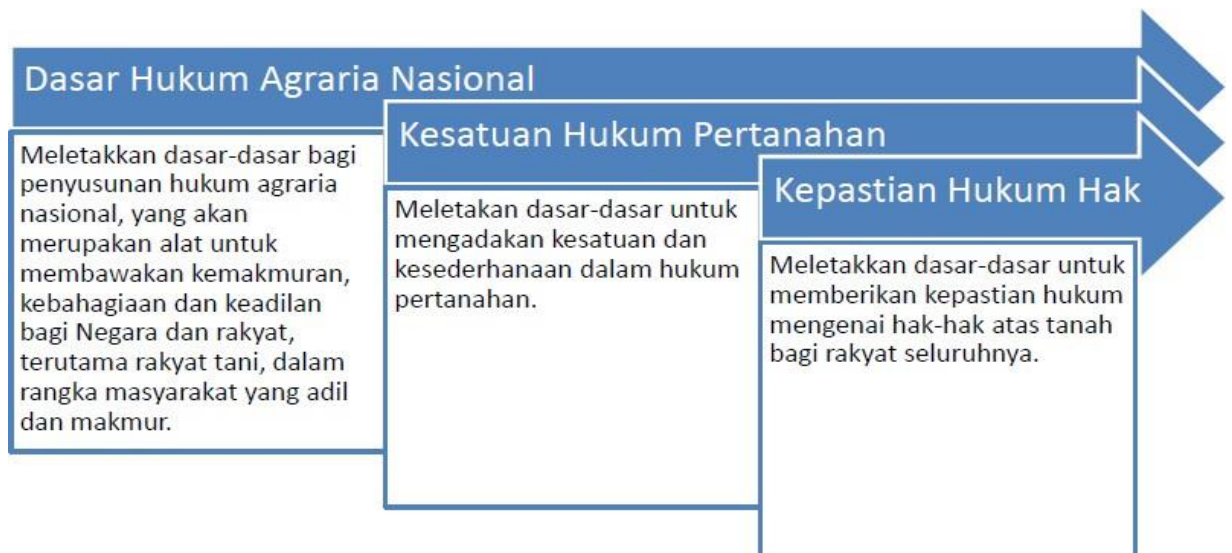 Dasar Hukum Agraria Nasional
Meletakkan dasar-dasar bagi
penyusunan hukum agraria
nasional, yang akan
merupakan alat untuk
membawakan kemakmuran,
kebahagiaan dan keadilan
bagi Negara dan rakyat,
terutama rakyat tani, dalam
rangka masyarakat yang adil
dan makmur.
Kesatuan Hukum Pertanahan
Meletakan dasar-dasar untuk
mengadakan kesatuan dan
kesederhanaan dalam hukum
pertanahan.
Kepastian Hukum Hak
Meletakkan dasar-dasar untuk
memberikan kepastian hukum
mengenai hak-hak atas tanah
bagi rakyat seluruhnya.